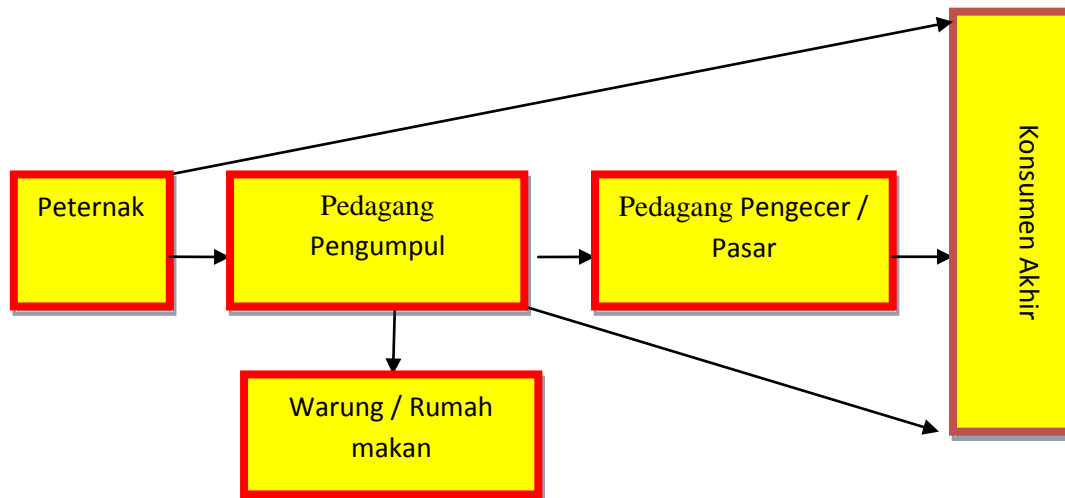 Peternak
Pedagang
Pengumpul
Pedagang Pengecer /
Pasar
Konsumen Akhir
Warung / Rumah
makan